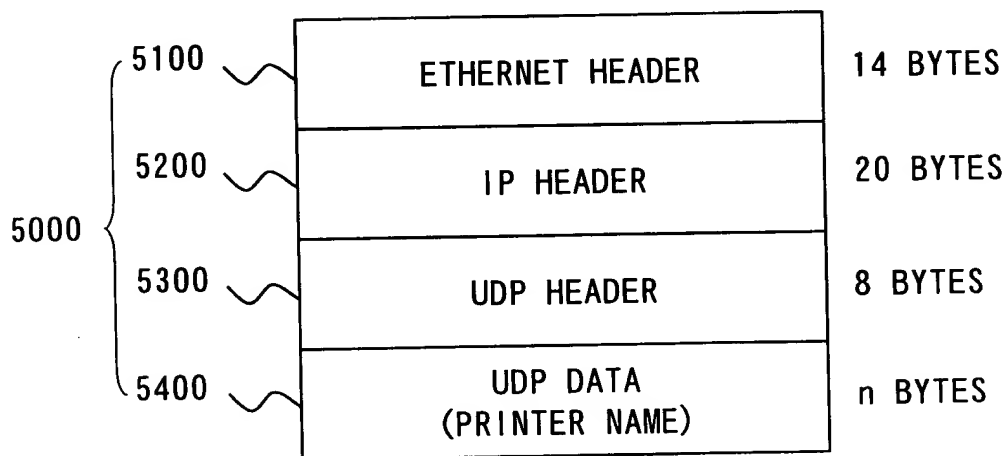 5100 ETHERNET HEADER 14 BYTES
5200 IP HEADER 20 BYTES
5000
5300 UDP HEADER 8 BYTES
5400 UDP DATA
(PRINTER NAME) n BYTES